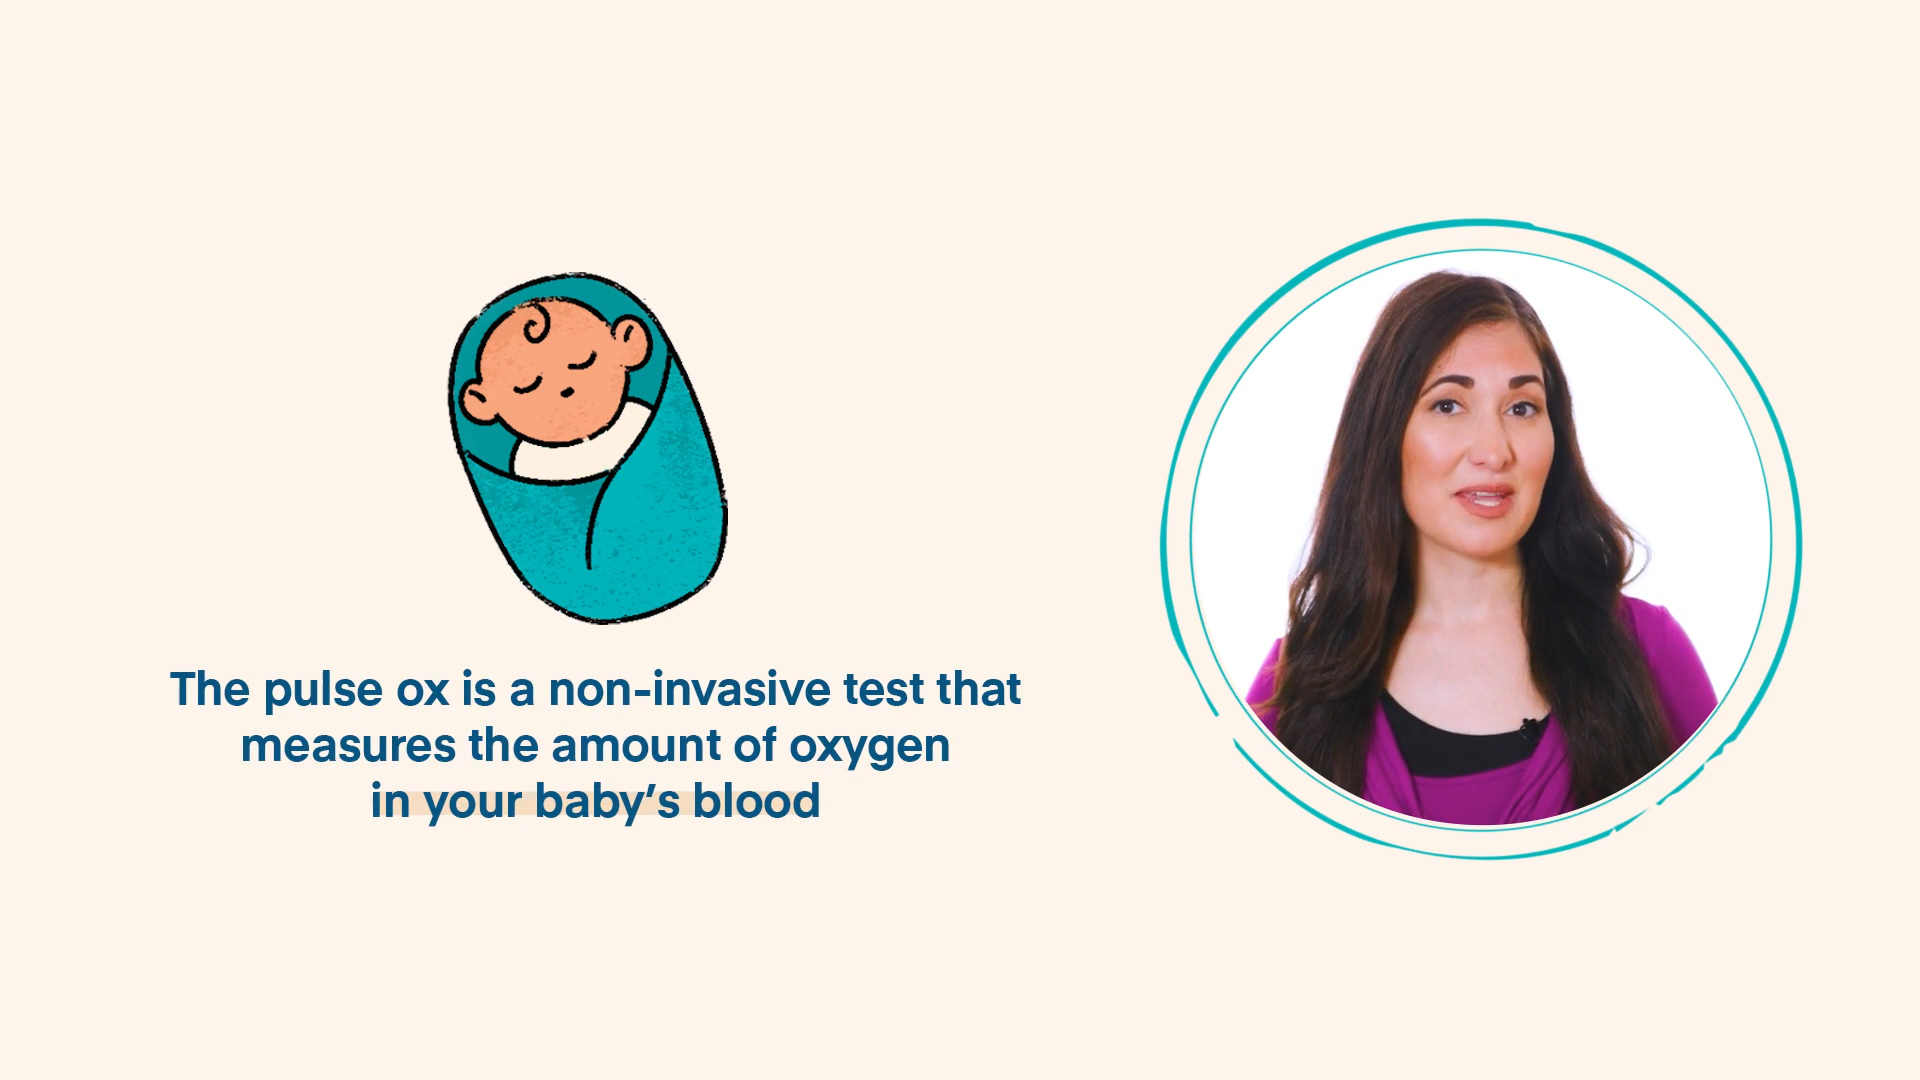 The pulse ox is a non-invasive test that
measures the amount of oxygen
in your baby’s blood